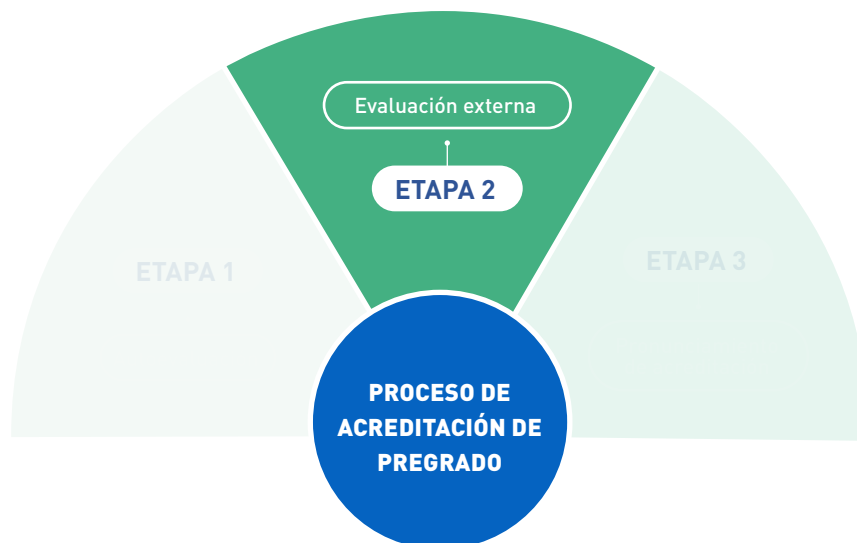 Evaluación externa
ETAPA 2
ETAPA 1
ETAPA 3
PROCESO DE
ACREDITACIÓN DE
PREGRADO